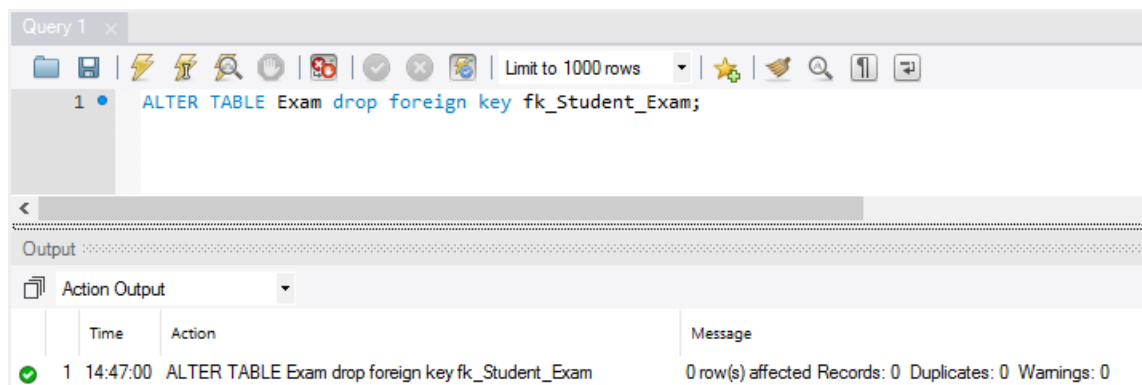 Query 1
Limit to 1000 rows
1 ALTER TABLE Exam drop foreign key fk_Student_Exam;
Output
Action Output
Time Action Message
1 14:47:00 ALTER TABLE Exam drop foreign key fk_Student_Exam 0 row(s) affected Records: 0 Duplicates: 0 Warnings: 0